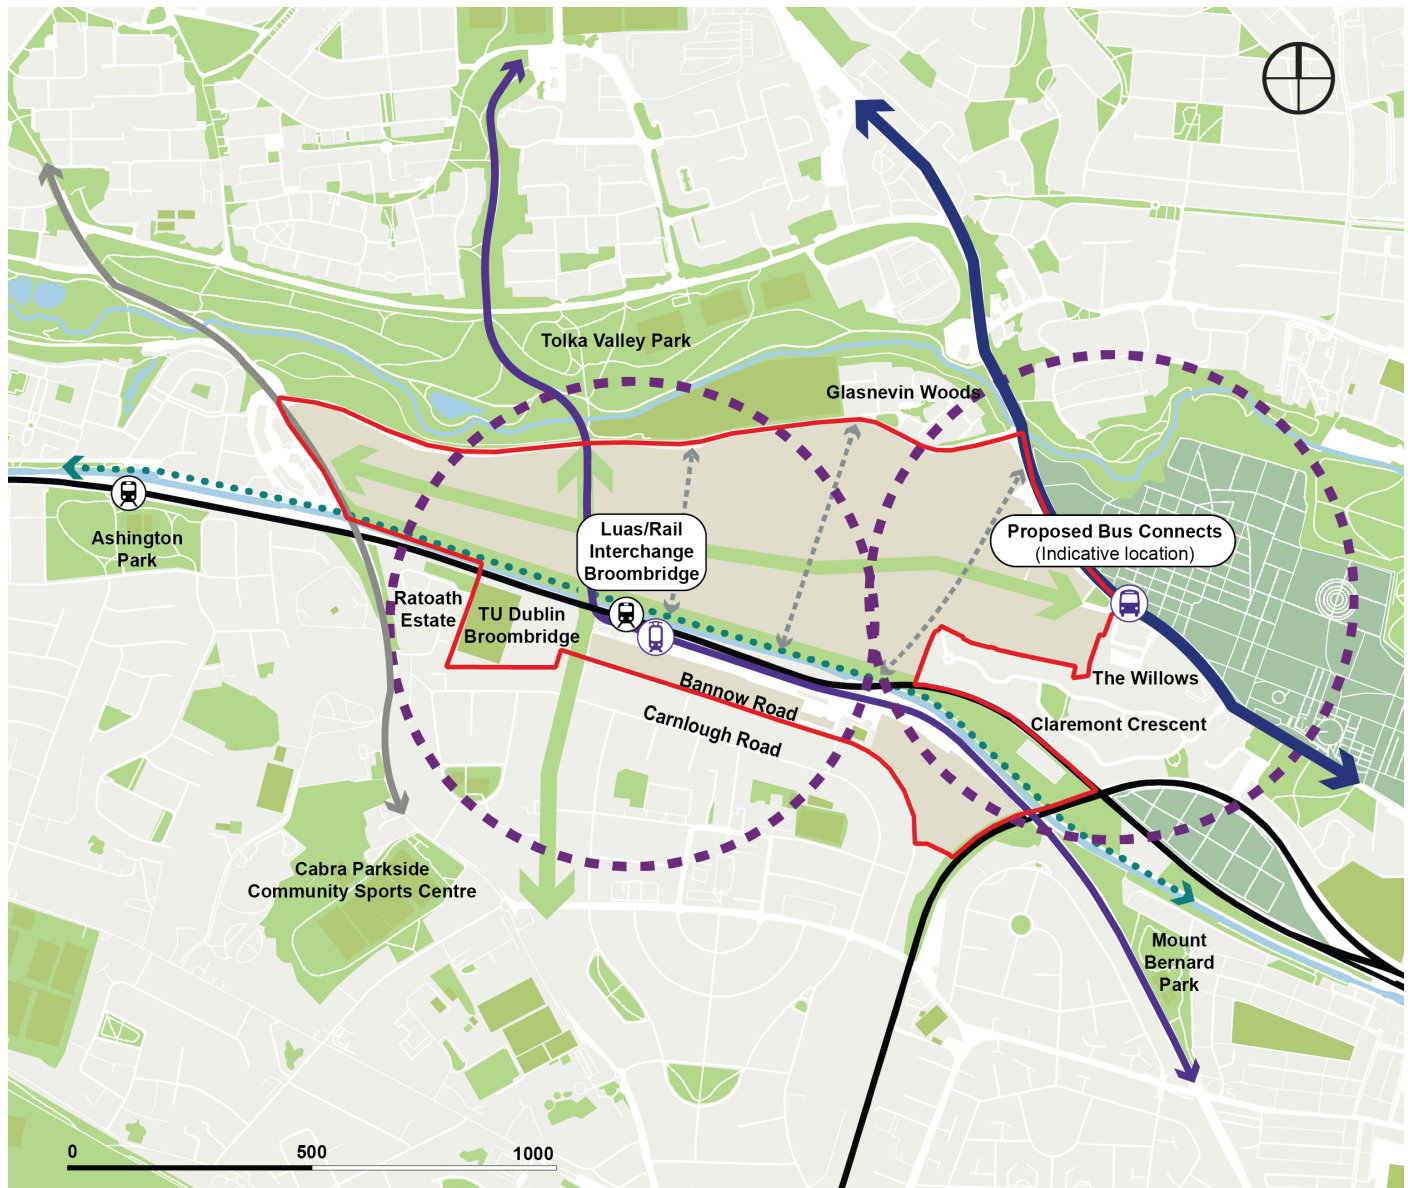 Tolka Valley Park
Glasnevin Woods
Luas/Rail
Interchange
Broombridge
Proposed Bus Connects
(Indicative location)
Ashington
Park
Ratoath
Estate
TU Dublin
Broombridge
The Willows
Bannow Road
Carnlough Road
Claremont Crescent
Cabra Parkside
Community Sports Centre
Mount
Bernard
Park
0 500 1000